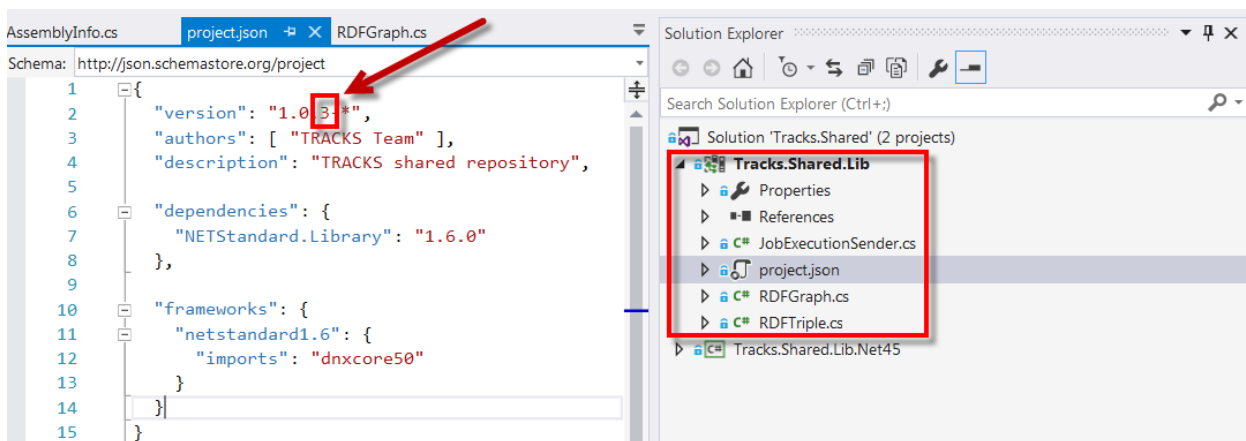 AssemblyInfo.cs project.json RDFGraph.cs
Schema: http://json.schemastore.org/project
1 {
2 "version": "1.0.3-*",
3 "authors": [ "TRACKS Team" ],
4 "description": "TRACKS shared repository",
5
6 "dependencies": {
7 "NETStandard.Library": "1.6.0"
8 },
9
10 "frameworks": {
11 "netstandard1.6": {
12 "imports": "dnxcore50"
13 }
14 }
15 }
Solution Explorer
Search Solution Explorer (Ctrl+;)
Solution 'Tracks.Shared' (2 projects)
Tracks.Shared.Lib
Properties
References
C# JobExecutionSender.cs
project.json
C# RDFGraph.cs
C# RDFTriple.cs
C# Tracks.Shared.Lib.Net45